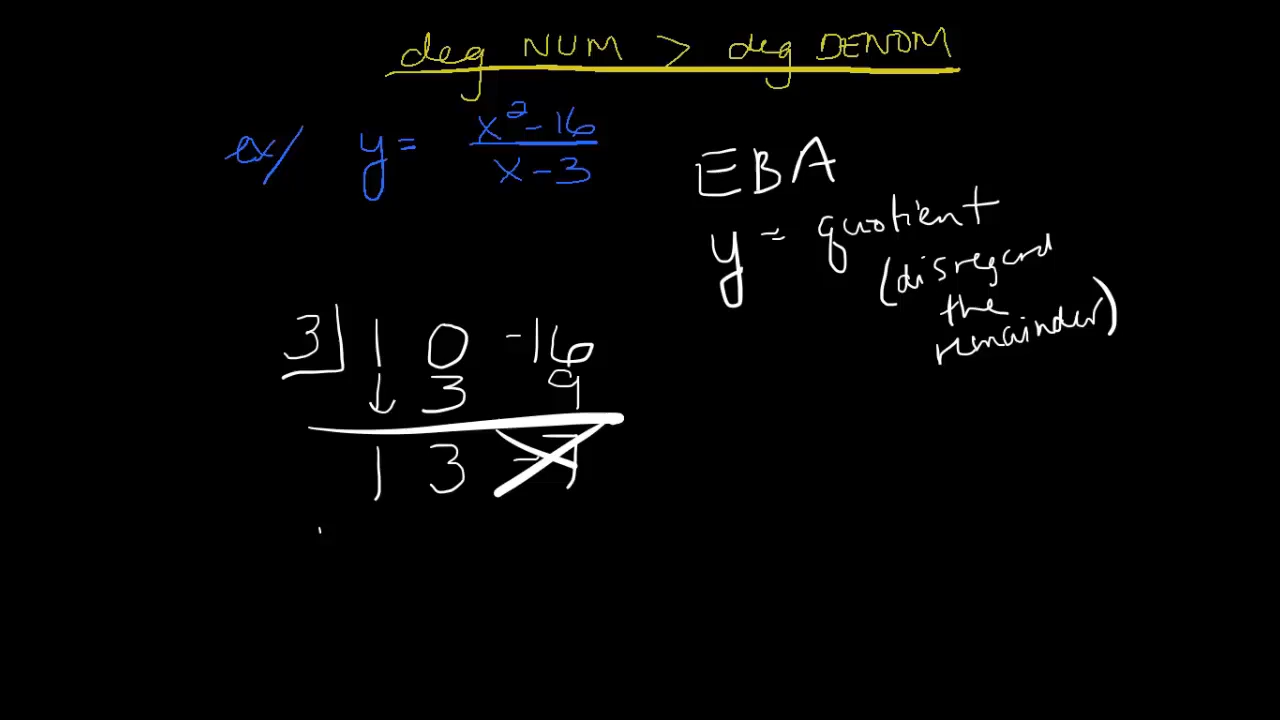 deg NUM > deg DENOM
ex/ y = x² - 16
x - 3
EBA
y = quotient
(disregard
the
remainder)
3 1 0 -16
↓ 3 9
1 3 -7